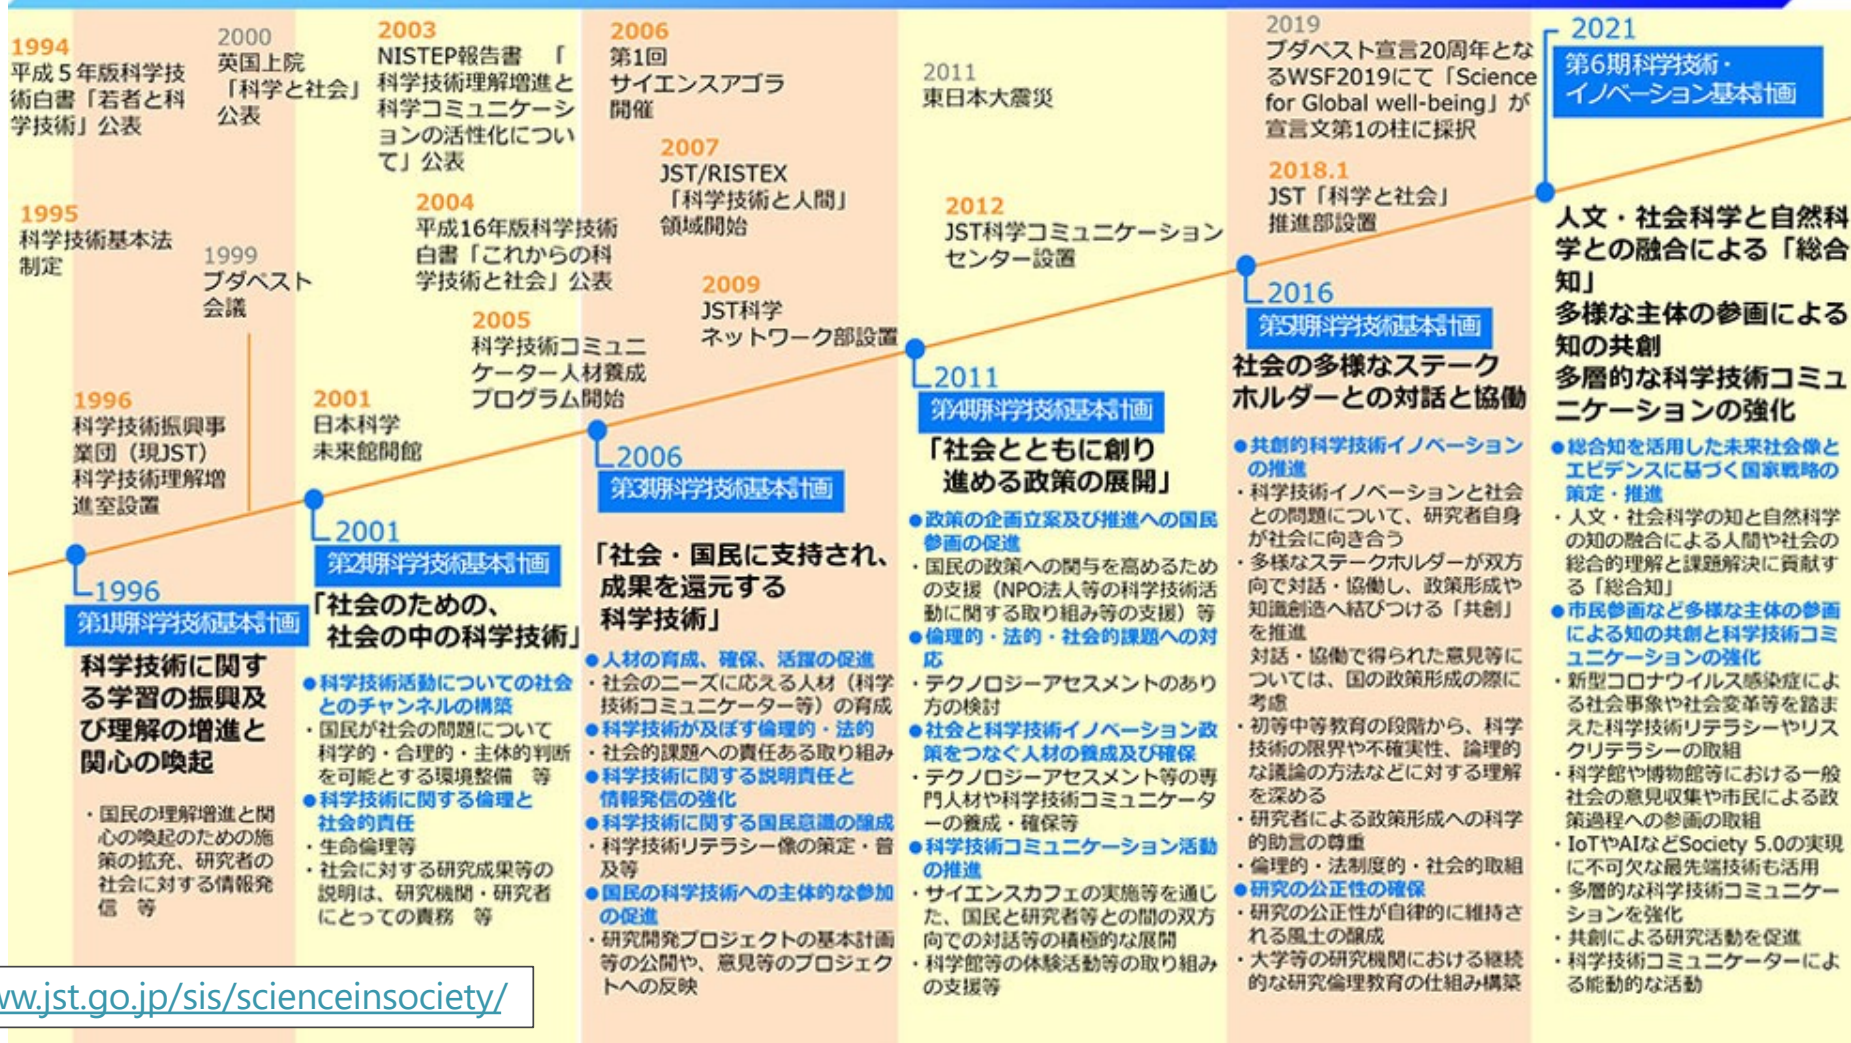 1994
平成5年版科学技
術白書「若者と科
学技術」公表
1995
科学技術基本法
制定
1996
科学技術振興事
業団（現JST）
科学技術理解増
進室設置
1996
第1期科学技術基本計画
科学技術に関す
る学習の振興及
び理解の増進と
関心の喚起
・国民の理解増進と関
心の喚起のための施
策の拡充、研究者の
社会に対する情報発
信　等
2000
英国上院
「科学と社会」
公表
1999
ブダペスト
会議
2001
日本科学
未来館開館
2001
第2期科学技術基本計画
「社会のための、
社会の中の科学技術」
●科学技術活動についての社会
とのチャンネルの構築
・国民が社会の問題について
科学的・合理的・主体的判断
を可能とする環境整備　等
●科学技術に関する倫理と
社会的責任
・生命倫理等
・社会に対する研究成果等の
説明は、研究機関・研究者
にとっての責務　等
2003
NISTEP報告書　「
科学技術理解増進と
科学コミュニケーシ
ョンの活性化につい
て」公表
2004
平成16年版科学技術
白書「これからの科
学技術と社会」公表
2005
科学技術コミュニ
ケーター人材養成
プログラム開始
2006
第1回
サイエンスアゴラ
開催
2007
JST/RISTEX
「科学技術と人間」
領域開始
2009
JST科学
ネットワーク部設置
2006
第3期科学技術基本計画
「社会・国民に支持され、
成果を還元する
科学技術」
●人材の育成、確保、活躍の促進
・社会のニーズに応える人材（科学
技術コミュニケーター等）の育成
●科学技術が及ぼす倫理的・法的
・社会的課題への責任ある取り組み
●科学技術に関する説明責任と
情報発信の強化
●科学技術に関する国民意識の醸成
・科学技術リテラシー像の策定・普
及等
●国民の科学技術への主体的な参加
の促進
・研究開発プロジェクトの基本計画
等の公開や、意見等のプロジェク
トへの反映
2011
東日本大震災
2012
JST科学コミュニケーション
センター設置
2011
第4期科学技術基本計画
「社会とともに創り
進める政策の展開」
●政策の企画立案及び推進への国民
参画の促進
・国民の政策への関与を高めるため
の支援（NPO法人等の科学技術活
動に関する取り組み等の支援）等
●倫理的・法的・社会的課題への対
応
・テクノロジーアセスメントのあり
方の検討
●社会と科学技術イノベーション政
策をつなぐ人材の養成及び確保
・テクノロジーアセスメント等の専
門人材や科学技術コミュニケータ
ーの養成・確保等
●科学技術コミュニケーション活動
の推進
・サイエンスカフェの実施等を通じ
た、国民と研究者等との間の双方
向での対話等の積極的な展開
・科学館等の体験活動等の取り組み
の支援等
2019
ブダペスト宣言20周年とな
るWSF2019にて「Science
for Global well-being」が
宣言文第1の柱に採択
2018.1
JST「科学と社会」
推進部設置
2016
第5期科学技術基本計画
社会の多様なステーク
ホルダーとの対話と協働
●共創的科学技術イノベーション
の推進
・科学技術イノベーションと社会
との問題について、研究者自身
が社会に向き合う
・多様なステークホルダーが双方
向で対話・協働し、政策形成や
知識創造へ結びつける「共創」
を推進
対話・協働で得られた意見等に
ついては、国の政策形成の際に
考慮
・初等中等教育の段階から、科学
技術の限界や不確実性、論理的
な議論の方法などに対する理解
を深める
・研究者による政策形成への科学
的助言の尊重
・倫理的・法制度的・社会的取組
●研究の公正性の確保
・研究の公正性が自律的に維持さ
れる風土の醸成
・大学等の研究機関における継続
的な研究倫理教育の仕組み構築
2021
第6期科学技術・
イノベーション基本計画
人文・社会科学と自然科
学との融合による「総合
知」
多様な主体の参画による
知の共創
多層的な科学技術コミュ
ニケーションの強化
●総合知を活用した未来社会像と
エビデンスに基づく国家戦略の
策定・推進
・人文・社会科学の知と自然科学
の知の融合による人間や社会の
総合的理解と課題解決に貢献す
る「総合知」
●市民参画など多様な主体の参画
による知の共創と科学技術コミ
ュニケーションの強化
・新型コロナウイルス感染症によ
る社会事象や社会変革等を踏ま
えた科学技術リテラシーやリス
クリテラシーの取組
・科学館や博物館等における一般
社会の意見収集や市民による政
策過程への参画の取組
・IoTやAIなどSociety 5.0の実現
に不可欠な最先端技術も活用
・多層的な科学技術コミュニケー
ションを強化
・共創による研究活動を促進
・科学技術コミュニケーターによ
る能動的な活動
ww.jst.go.jp/sis/scienceinsociety/